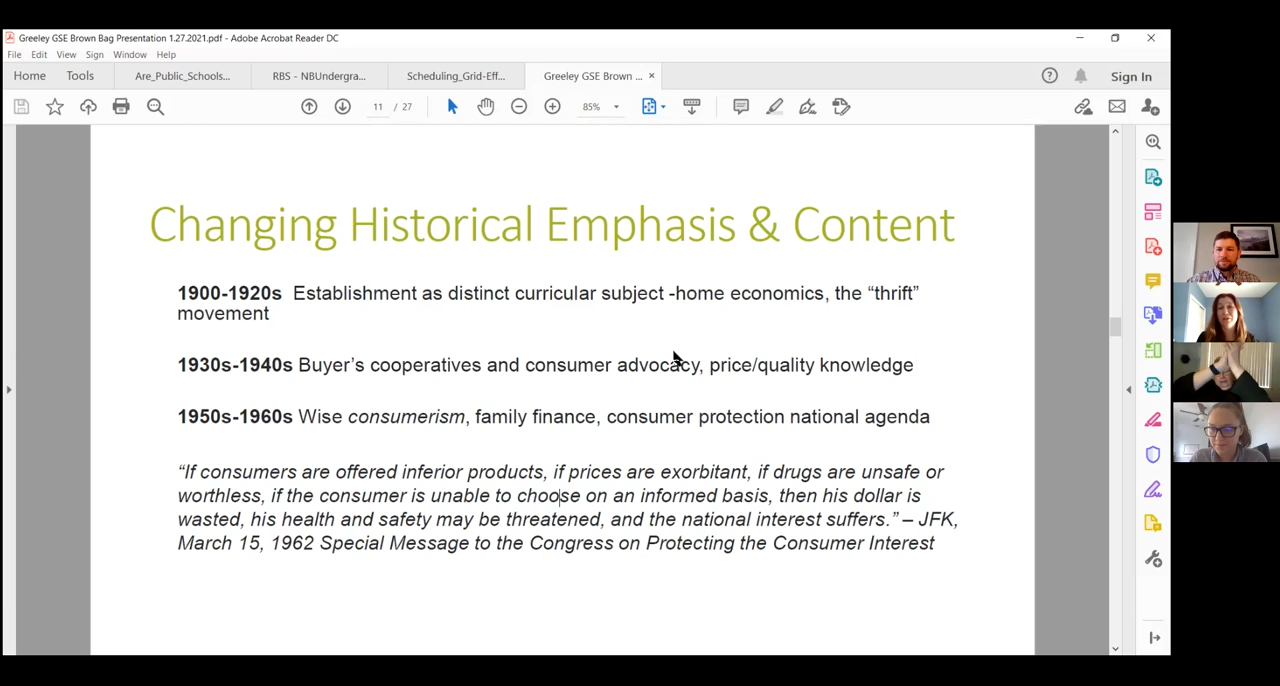 Greeley GSE Brown Bag Presentation 1.27.2021.pdf - Adobe Acrobat Reader DC
File Edit View Sign Window Help
Home Tools Are_Public_Schools... RBS - NBUndergra... Scheduling_Grid-Eff... Greeley GSE Brown ... × Sign In
11 / 27 85%
Changing Historical Emphasis & Content
1900-1920s Establishment as distinct curricular subject -home economics, the “thrift”
movement
1930s-1940s Buyer’s cooperatives and consumer advocacy, price/quality knowledge
1950s-1960s Wise consumerism, family finance, consumer protection national agenda
“If consumers are offered inferior products, if prices are exorbitant, if drugs are unsafe or
worthless, if the consumer is unable to choose on an informed basis, then his dollar is
wasted, his health and safety may be threatened, and the national interest suffers.” – JFK,
March 15, 1962 Special Message to the Congress on Protecting the Consumer Interest